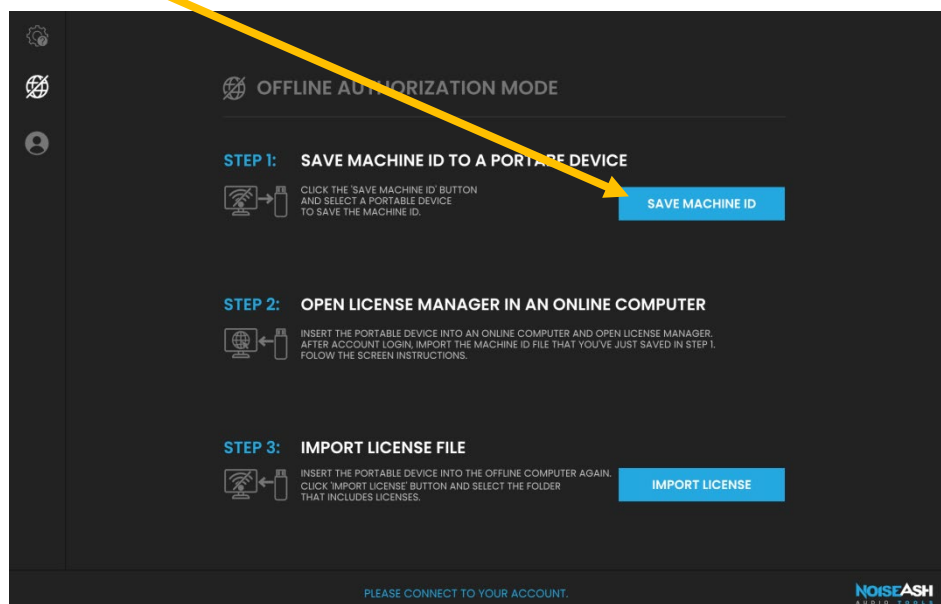 OFFLINE AUTHORIZATION MODE
STEP 1: SAVE MACHINE ID TO A PORTABE DEVICE
CLICK THE 'SAVE MACHINE ID' BUTTON
AND SELECT A PORTABLE DEVICE
TO SAVE THE MACHINE ID.
SAVE MACHINE ID
STEP 2: OPEN LICENSE MANAGER IN AN ONLINE COMPUTER
INSERT THE PORTABLE DEVICE INTO AN ONLINE COMPUTER AND OPEN LICENSE MANAGER.
AFTER ACCOUNT LOGIN, IMPORT THE MACHINE ID FILE THAT YOU'VE JUST SAVED IN STEP 1.
FOLOW THE SCREEN INSTRUCTIONS.
STEP 3: IMPORT LICENSE FILE
INSERT THE PORTABLE DEVICE INTO THE OFFLINE COMPUTER AGAIN.
CLICK 'IMPORT LICENSE' BUTTON AND SELECT THE FOLDER
THAT INCLUDES LICENSES.
IMPORT LICENSE
PLEASE CONNECT TO YOUR ACCOUNT.
NOISEASH
AUDIO TOOLS